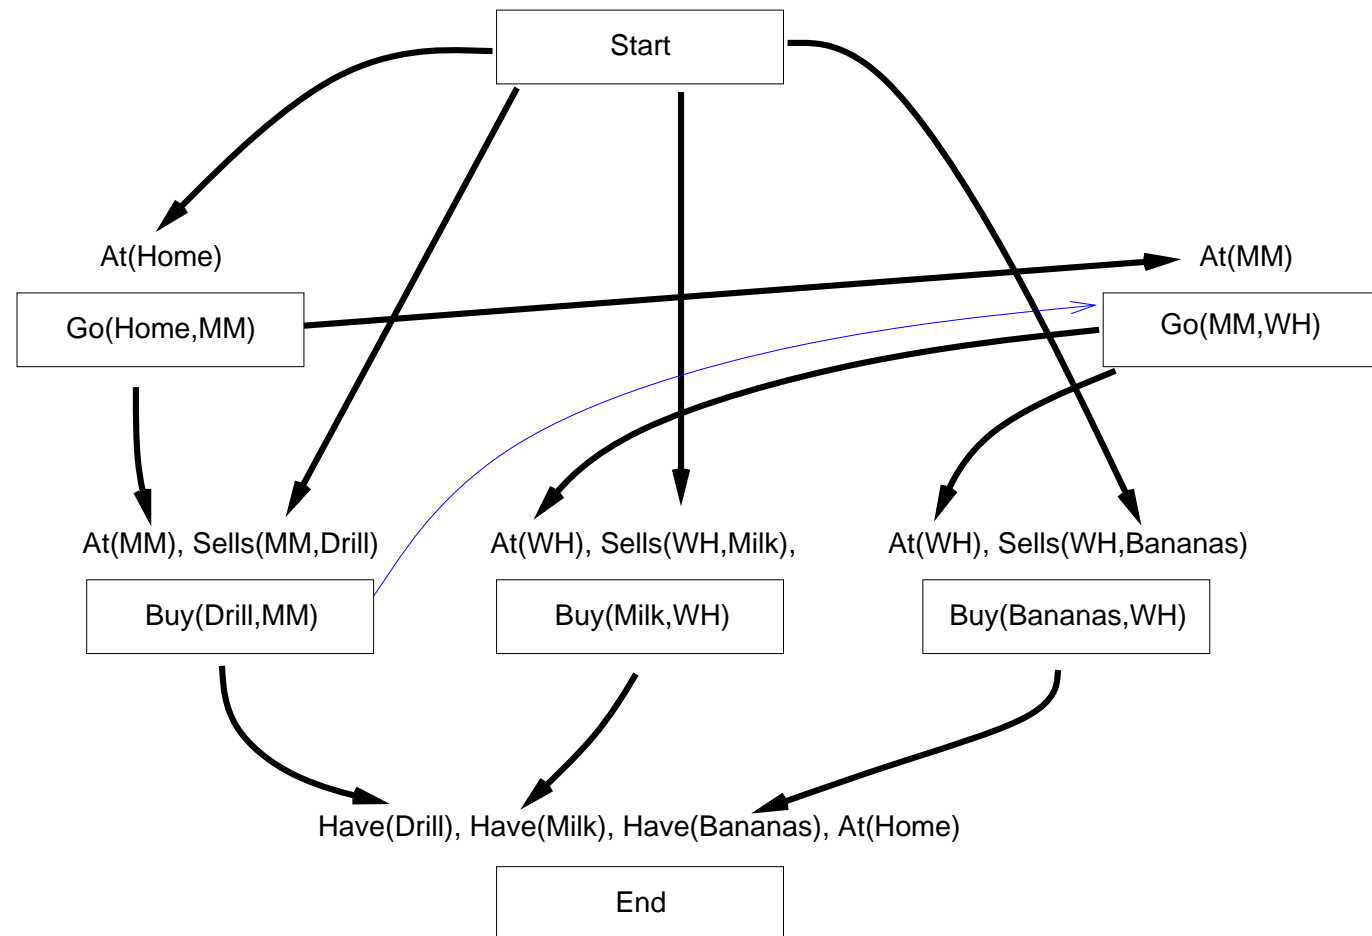 Start
At(Home)
At(MM)
Go(Home,MM)
Go(MM,WH)
At(MM), Sells(MM,Drill)
At(WH), Sells(WH,Milk),
At(WH), Sells(WH,Bananas)
Buy(Drill,MM)
Buy(Milk,WH)
Buy(Bananas,WH)
Have(Drill), Have(Milk), Have(Bananas), At(Home)
End